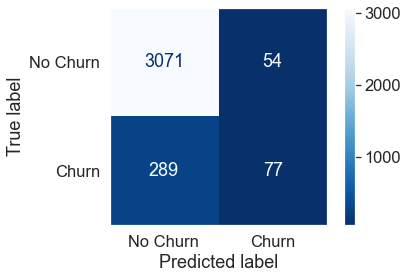 3000
No Churn
3071
54
2000
True label
Churn
289
77
1000
No Churn
Churn
Predicted label